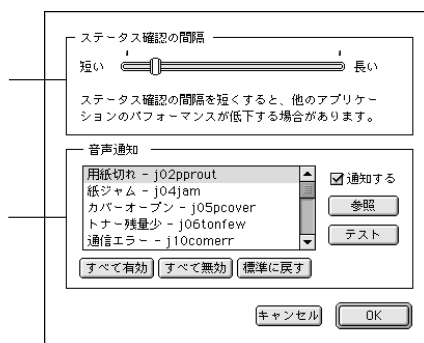 ステータス確認の間隔
短い
長い
ステータス確認の間隔を短くすると、他のアプリケー
ションのパフォーマンスが低下する場合があります。
音声通知
用紙切れ - j02pprout
紙ジャム - j04jam
カバーオープン - j05pcover
トナー残量少 - j06tonfew
通信エラー - j10comerr
通知する
参照
テスト
すべて有効 すべて無効 標準に戻す
キャンセル OK